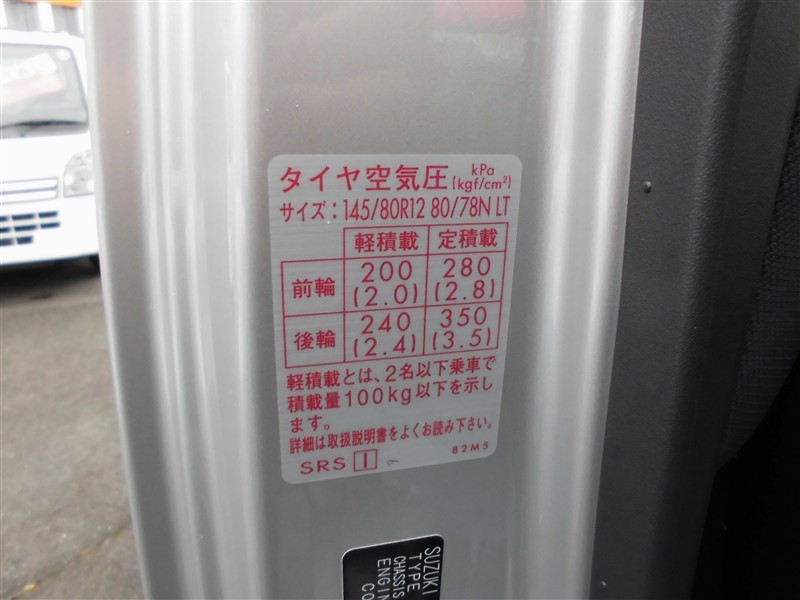 タイヤ空気圧 kPa (kgf/cm²)
サイズ：145/80R12 80/78N LT
軽積載 定積載
前輪 200 (2.0) 280 (2.8)
後輪 240 (2.4) 350 (3.5)
軽積載とは、2名以下乗車で
積載量100kg以下を示し
ます。
詳細は取扱説明書をよくお読み下さい。
SRS I 82M5
SUZUKI
TYPE
CHASSIS
ENGIN
CO